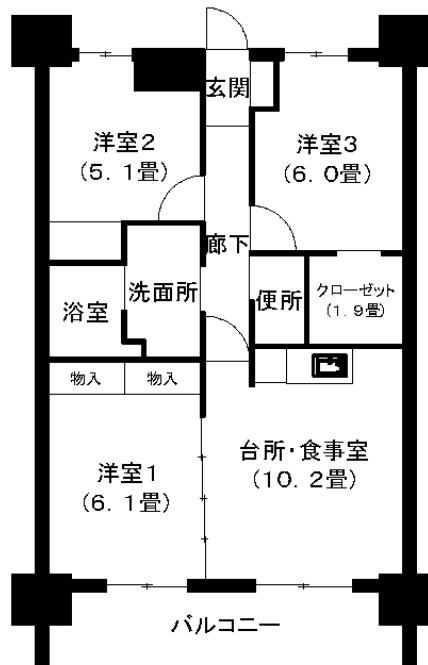 玄関
洋室2
(5.1畳)
洋室3
(6.0畳)
廊下
洗面所
浴室
便所
クローゼット
(1.9畳)
物入
物入
洋室1
(6.1畳)
台所・食事室
(10.2畳)
バルコニー